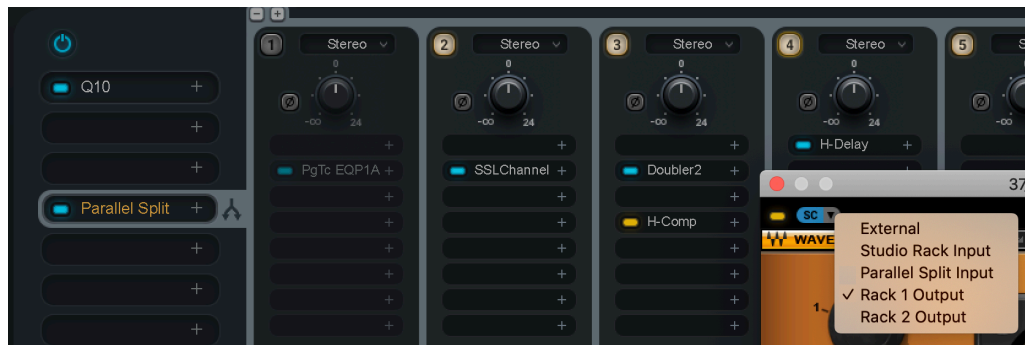 1 Stereo 2 Stereo 3 Stereo 4 Stereo 5 S
0 0 0 0
-∞ 24 -∞ 24 -∞ 24 -∞ 24 -∞
Q10
H-Delay
PgTc EQP1A SSLChannel Doubler2
Parallel Split
H-Comp
37
SC
WAVE
1
External
Studio Rack Input
Parallel Split Input
✓ Rack 1 Output
Rack 2 Output